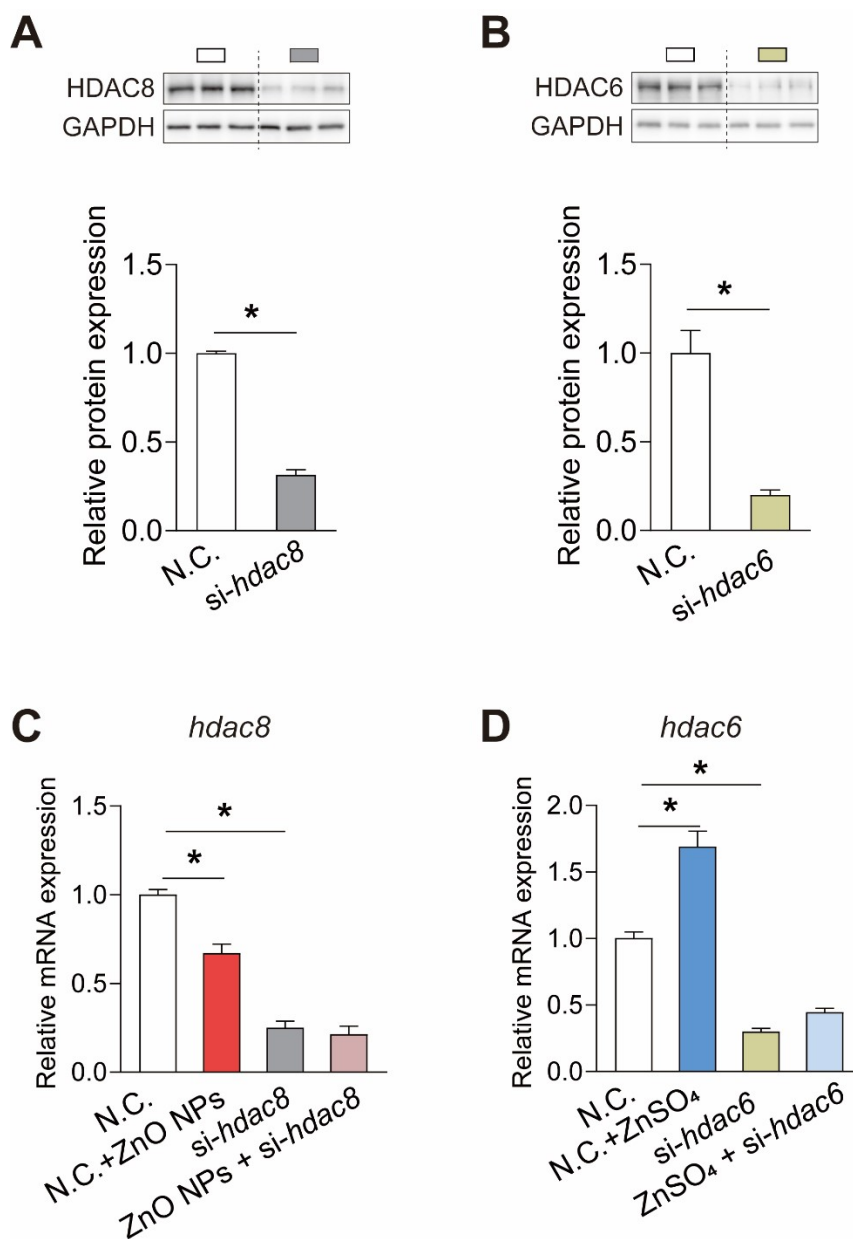 A
HDAC8
GAPDH
Relative protein expression
1.5
1.0
0.5
0.0
*
N.C.
si-hdac8
B
HDAC6
GAPDH
Relative protein expression
1.5
1.0
0.5
0.0
*
N.C.
si-hdac6
C
hdac8
Relative mRNA expression
1.5
1.0
0.5
0.0
*
*
N.C.
N.C.+ZnO NPs
si-hdac8
ZnO NPs + si-hdac8
D
hdac6
Relative mRNA expression
2.0
1.5
1.0
0.5
0.0
*
*
N.C.
N.C.+ZnSO₄
si-hdac6
ZnSO₄ + si-hdac6